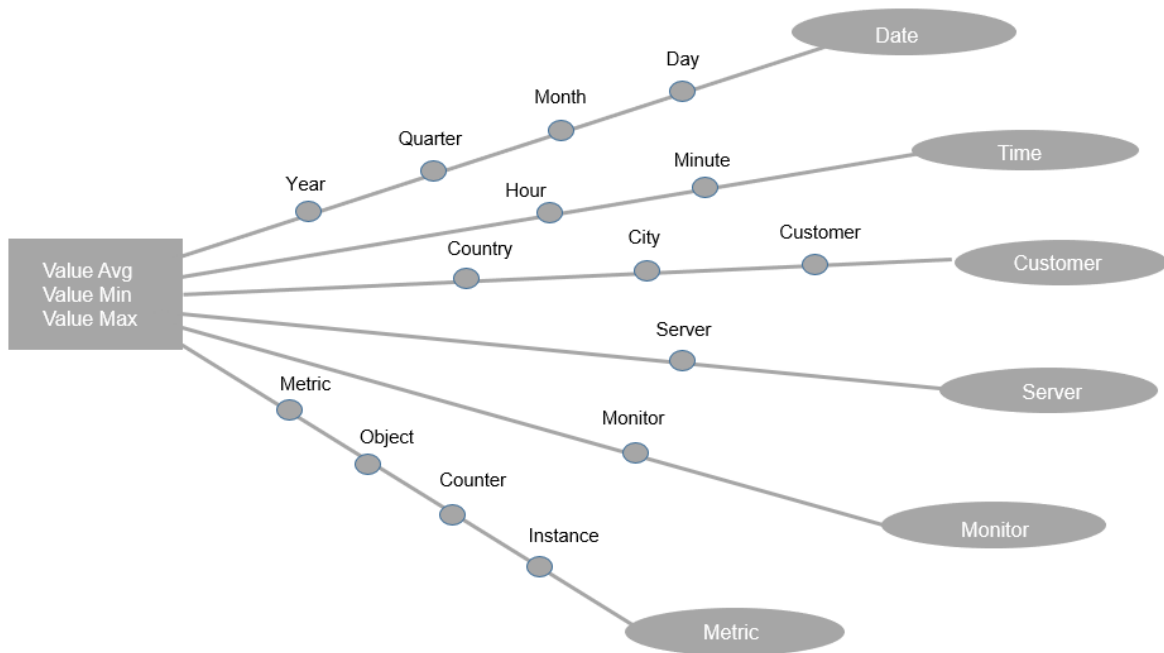 Date
Day
Month
Quarter
Year
Time
Minute
Hour
Customer
City
Country
Customer
Value Avg
Value Min
Value Max
Server
Server
Metric
Monitor
Object
Counter
Instance
Monitor
Metric